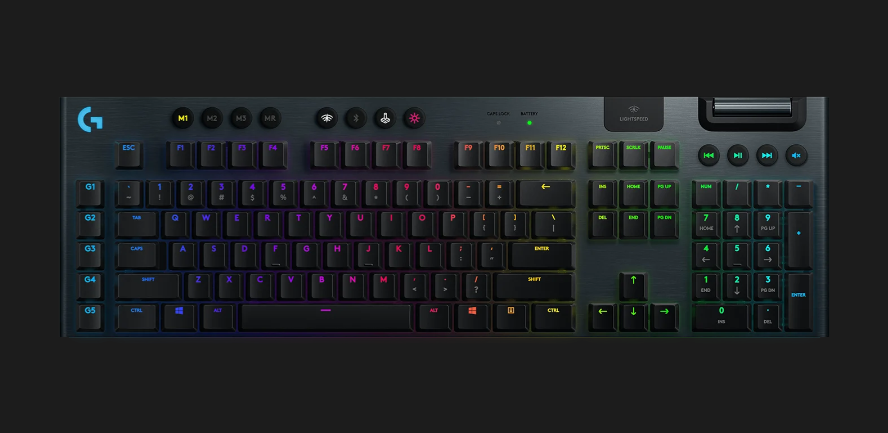 M1 M2 M3 MR CAPS LOCK BATTERY LIGHTSPEED
ESC F1 F2 F3 F4 F5 F6 F7 F8 F9 F10 F11 F12 PRTSC SCRLK PAUSE
G1 1 ! 2 @ 3 # 4 $ 5 % 6 ^ 7 & 8 * 9 ( 0 ) - = + ← INS HOME PG UP NUM / * -
G2 TAB Q W E R T Y U I O P [ { ] } \ | DEL END PG DN 7 HOME 8 ↑ 9 PG UP +
G3 CAPS A S D F G H J K L ; : ' " ENTER 4 ← 5 6 →
G4 SHIFT Z X C V B N M , < . > / ? SHIFT ↑ 1 END 2 ↓ 3 PG DN ENTER
G5 CTRL ALT ALT CTRL ← ↓ → 0 INS . DEL